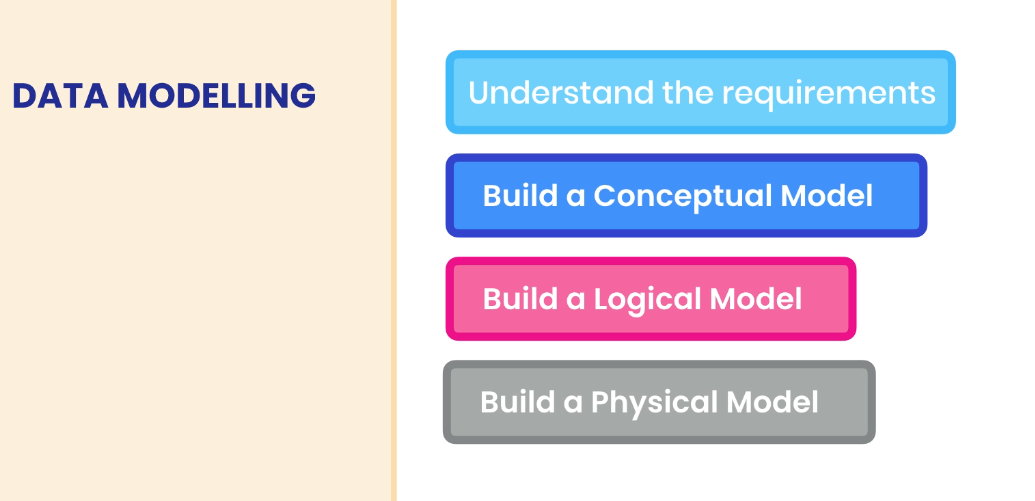 DATA MODELLING
Understand the requirements
Build a Conceptual Model
Build a Logical Model
Build a Physical Model